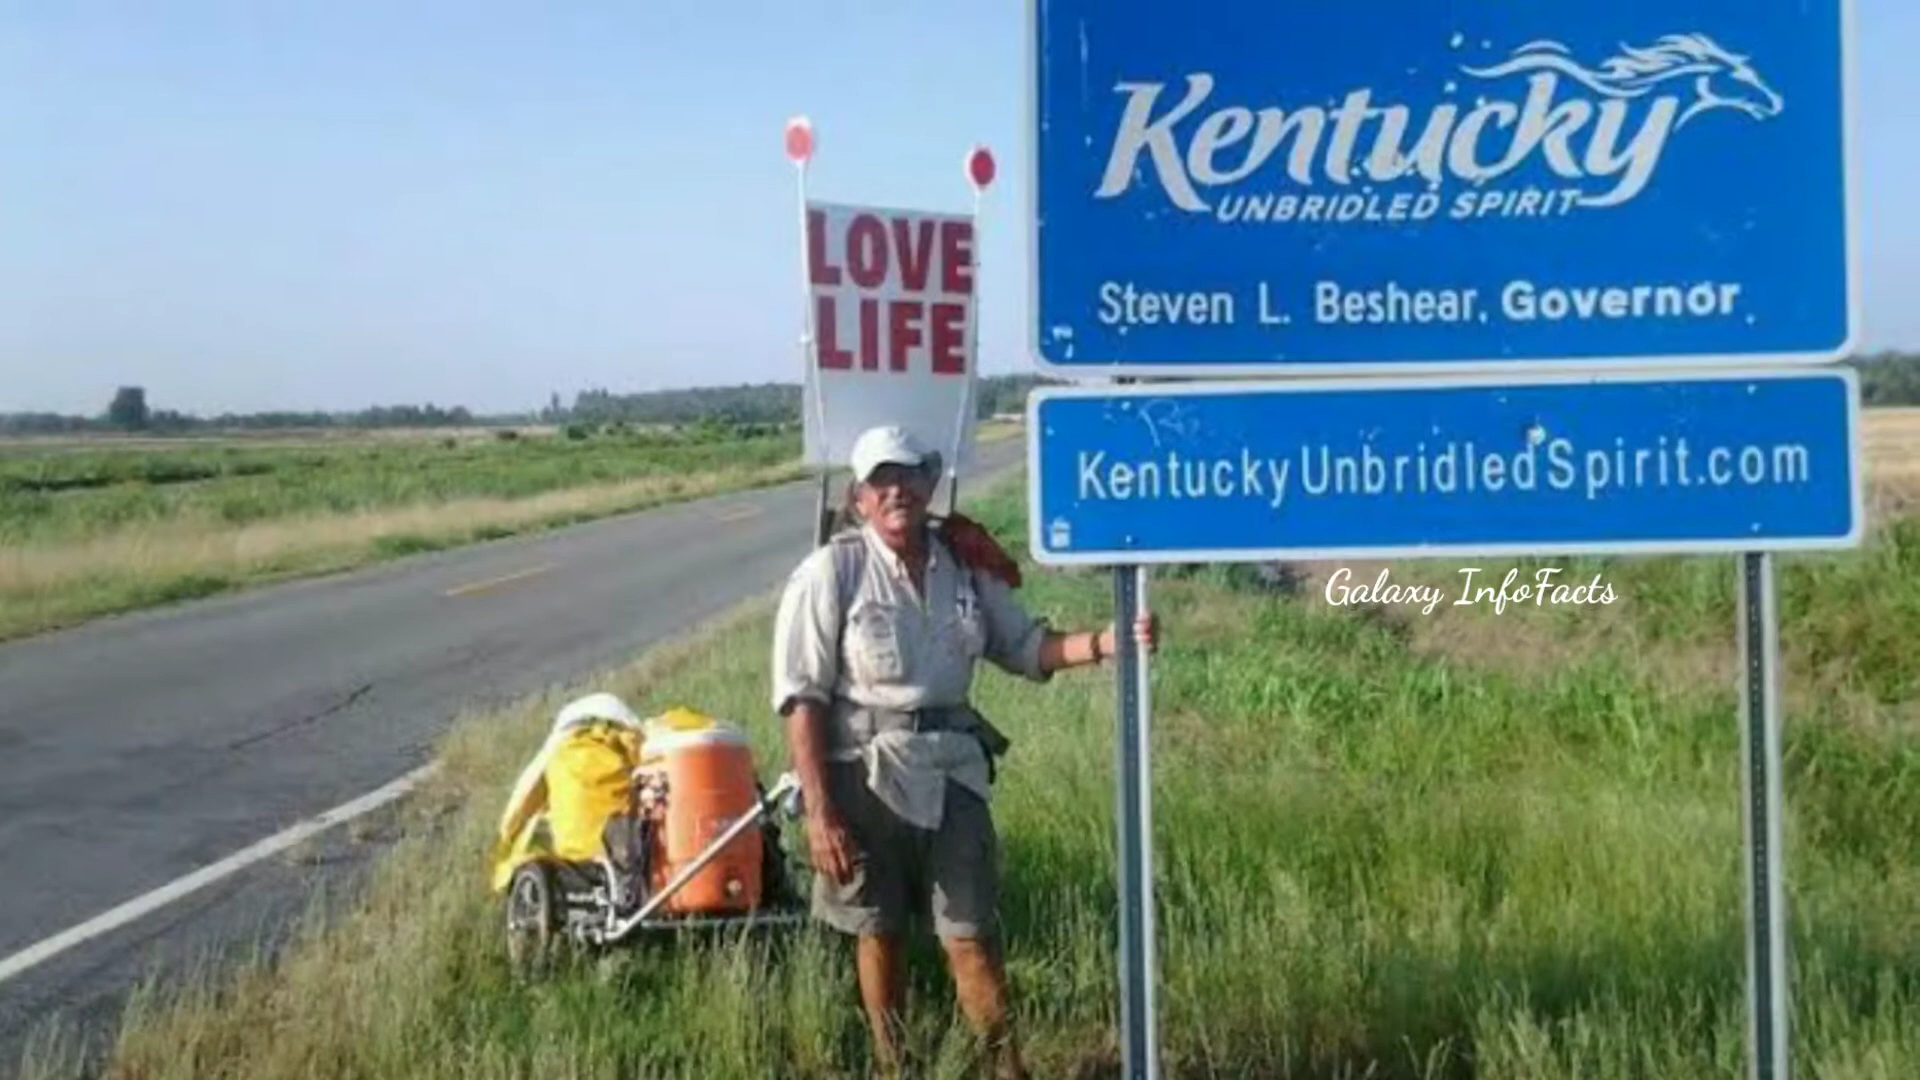 LOVE
LIFE
Kentucky
UNBRIDLED SPIRIT
Steven L. Beshear, Governor
KentuckyUnbridledSpirit.com
Galaxy InfoFacts